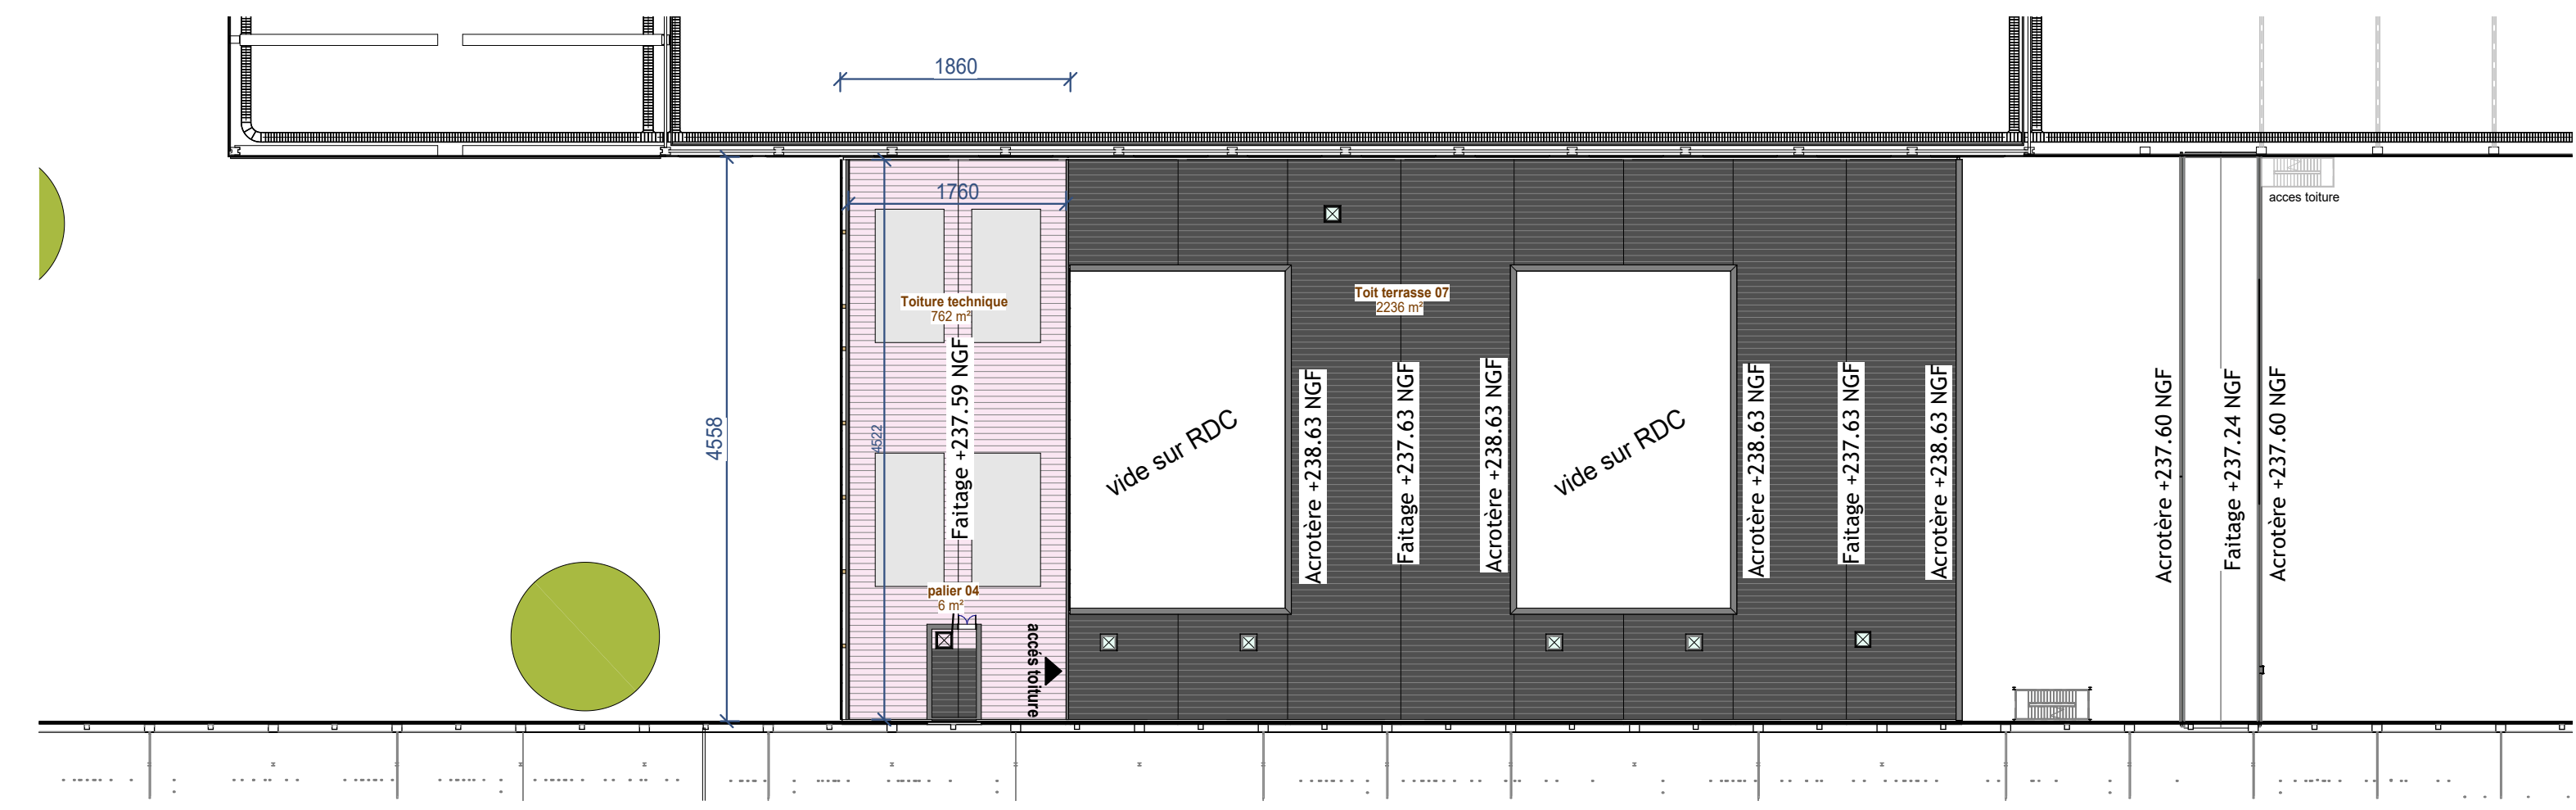 1860
1760
acces toiture
Toiture technique
762 m²
Toit terrasse 07
2236 m²
4558
4522
Faitage +237.59 NGF
vide sur RDC
Acrotère +238.63 NGF
Faitage +237.63 NGF
Acrotère +238.63 NGF
vide sur RDC
Acrotère +238.63 NGF
Faitage +237.63 NGF
Acrotère +238.63 NGF
Acrotère +237.60 NGF
Faitage +237.24 NGF
Acrotère +237.60 NGF
palier 04
6 m²
accés toiture